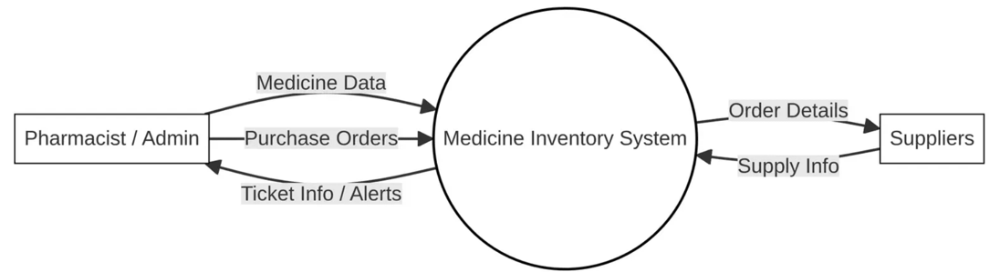 Medicine Data
Order Details
Pharmacist / Admin
Purchase Orders
Medicine Inventory System
Suppliers
Supply Info
Ticket Info / Alerts